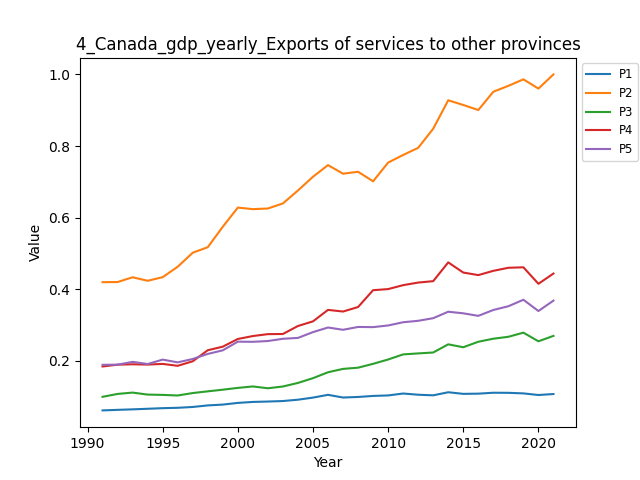 4_Canada_gdp_yearly_Exports of services to other provinces
1.0
0.8
0.6
0.4
0.2
Value
1990 1995 2000 2005 2010 2015 2020
Year
P1
P2
P3
P4
P5